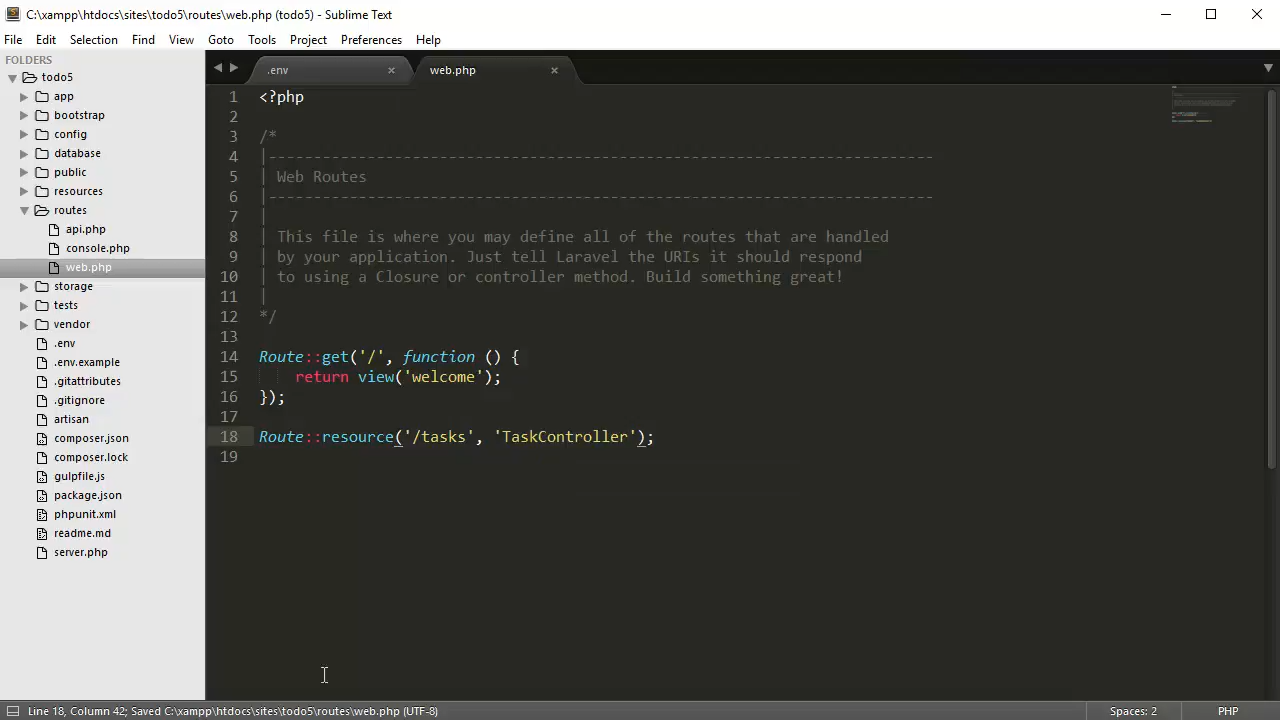 C:\xampp\htdocs\sites\todo5\routes\web.php (todo5) - Sublime Text
File Edit Selection Find View Goto Tools Project Preferences Help
FOLDERS
todo5
app
bootstrap
config
database
public
resources
routes
api.php
console.php
web.php
storage
tests
vendor
.env
.env.example
.gitattributes
.gitignore
artisan
composer.json
composer.lock
gulpfile.js
package.json
phpunit.xml
readme.md
server.php
.env web.php
1 <?php
2
3 /*
4 |--------------------------------------------------------------------------
5 | Web Routes
6 |--------------------------------------------------------------------------
7 |
8 | This file is where you may define all of the routes that are handled
9 | by your application. Just tell Laravel the URIs it should respond
10 | to using a Closure or controller method. Build something great!
11 |
12 */
13
14 Route::get('/', function () {
15     return view('welcome');
16 });
17
18 Route::resource('/tasks', 'TaskController');
19
Line 18, Column 42; Saved C:\xampp\htdocs\sites\todo5\routes\web.php (UTF-8) Spaces: 2 PHP